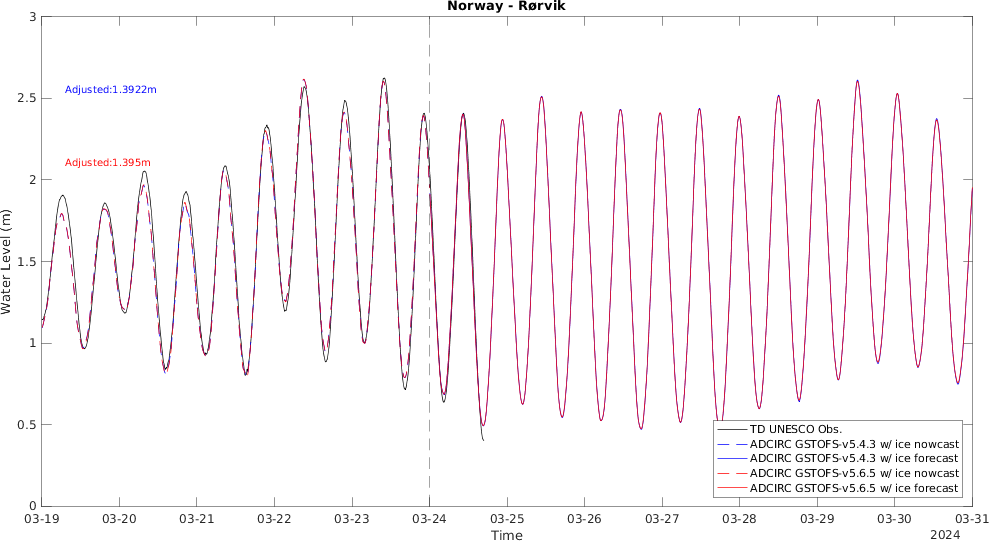 Norway - Rørvik
3
2.5
2
1.5
1
0.5
0
Water Level (m)
Adjusted:1.3922m
Adjusted:1.395m
TD UNESCO Obs.
ADCIRC GSTOFS-v5.4.3 w/ ice nowcast
ADCIRC GSTOFS-v5.4.3 w/ ice forecast
ADCIRC GSTOFS-v5.6.5 w/ ice nowcast
ADCIRC GSTOFS-v5.6.5 w/ ice forecast
03-19 03-20 03-21 03-22 03-23 03-24 03-25 03-26 03-27 03-28 03-29 03-30 03-31
Time
2024